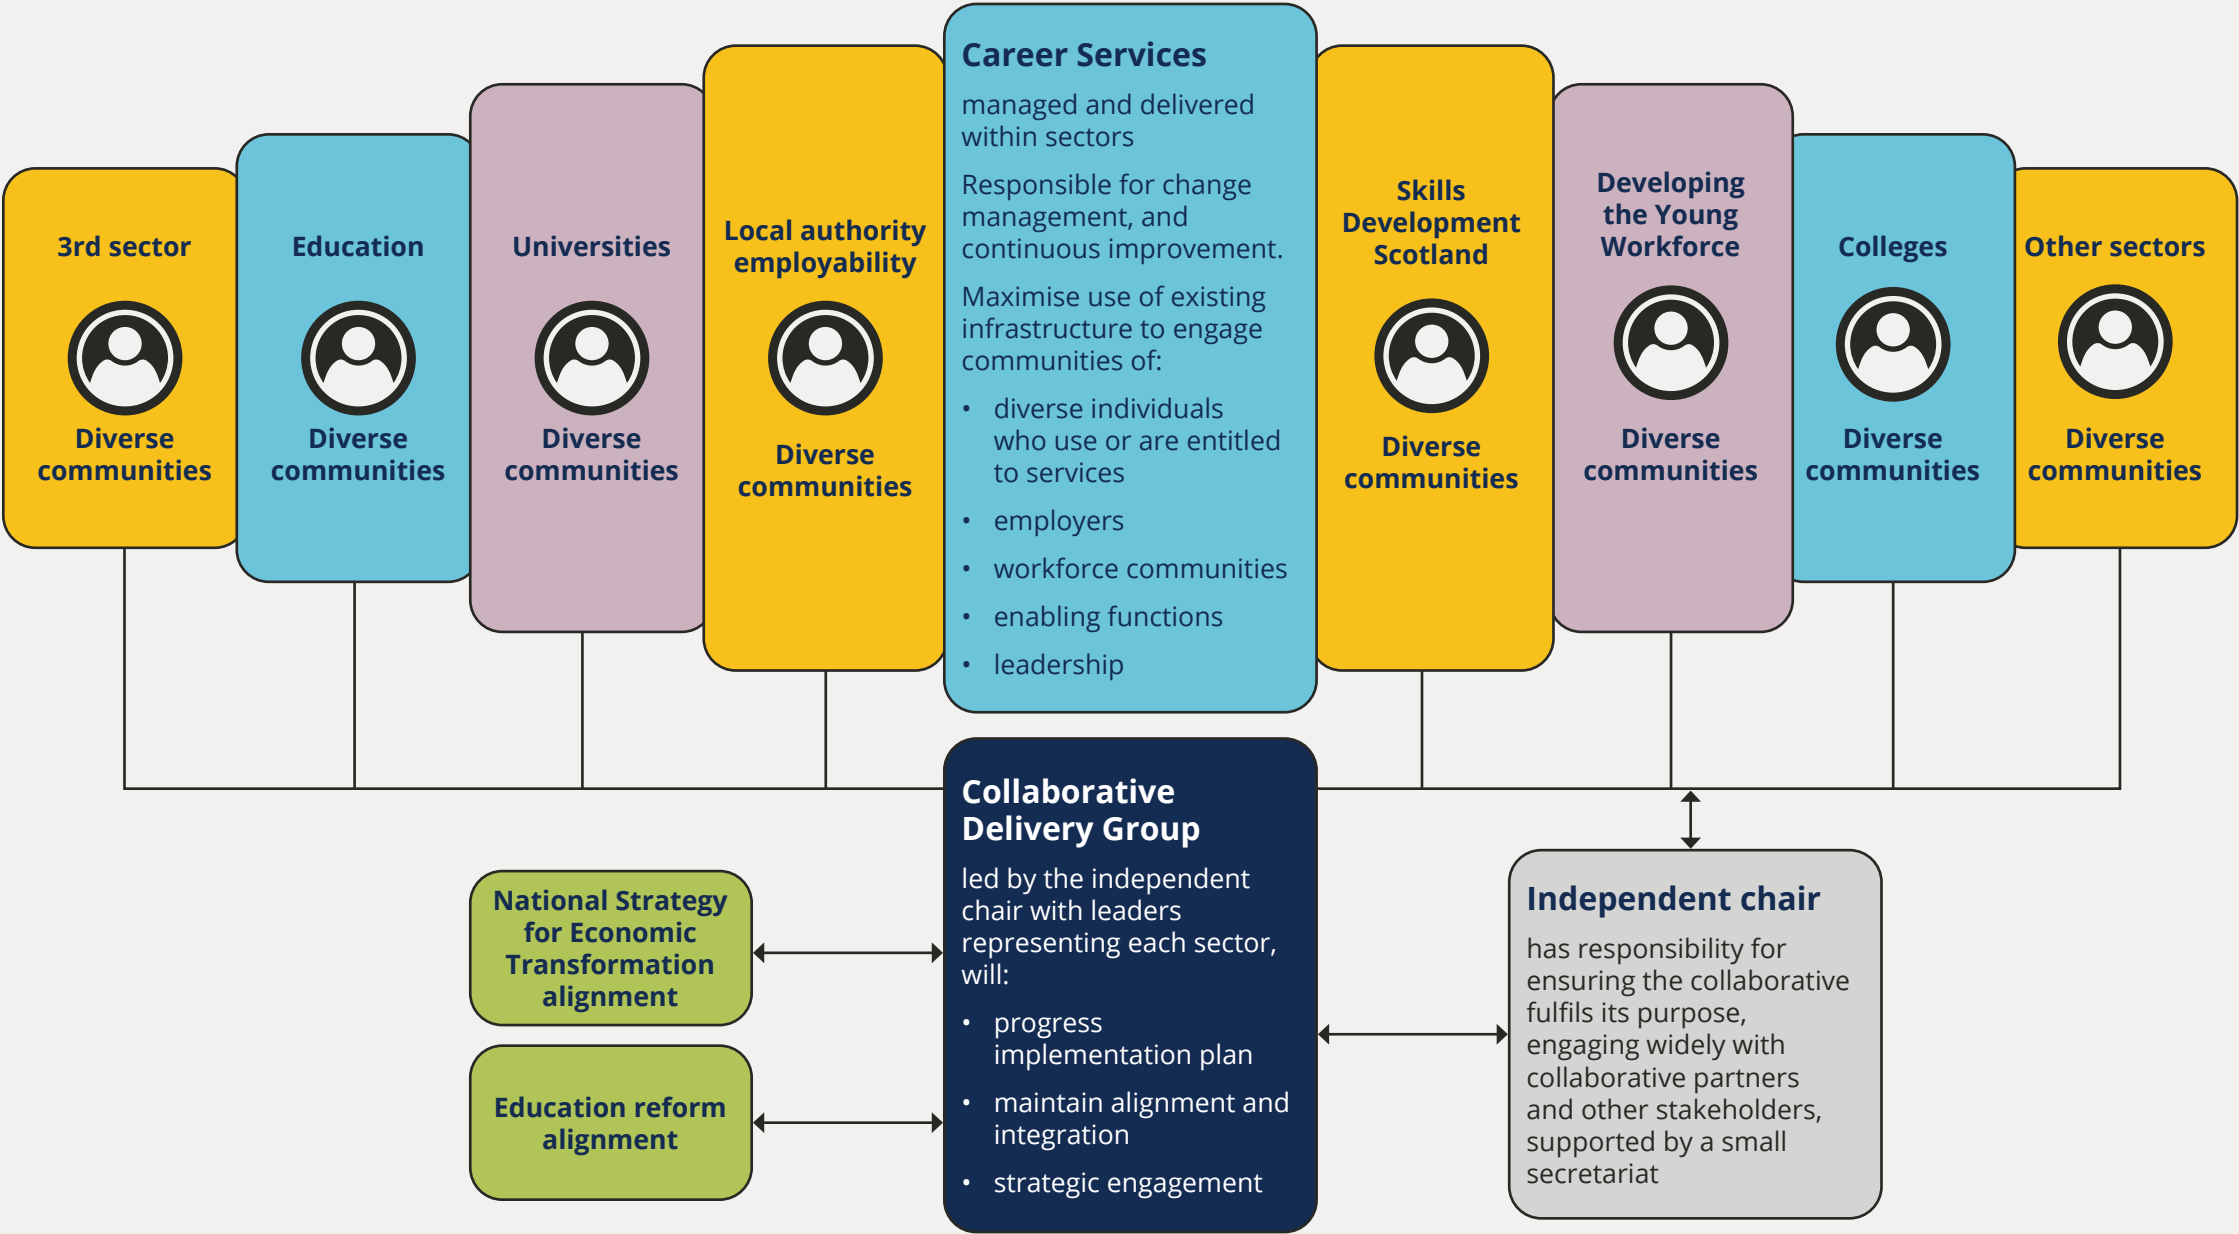 3rd sector
Diverse
communities
Education
Diverse
communities
Universities
Diverse
communities
Local authority
employability
Diverse
communities
Career Services
managed and delivered
within sectors
Responsible for change
management, and
continuous improvement.
Maximise use of existing
infrastructure to engage
communities of:
• diverse individuals
who use or are entitled
to services
• employers
• workforce communities
• enabling functions
• leadership
Skills
Development
Scotland
Diverse
communities
Developing
the Young
Workforce
Diverse
communities
Colleges
Diverse
communities
Other sectors
Diverse
communities
National Strategy
for Economic
Transformation
alignment
Education reform
alignment
Collaborative
Delivery Group
led by the independent
chair with leaders
representing each sector,
will:
• progress
implementation plan
• maintain alignment and
integration
• strategic engagement
Independent chair
has responsibility for
ensuring the collaborative
fulfils its purpose,
engaging widely with
collaborative partners
and other stakeholders,
supported by a small
secretariat